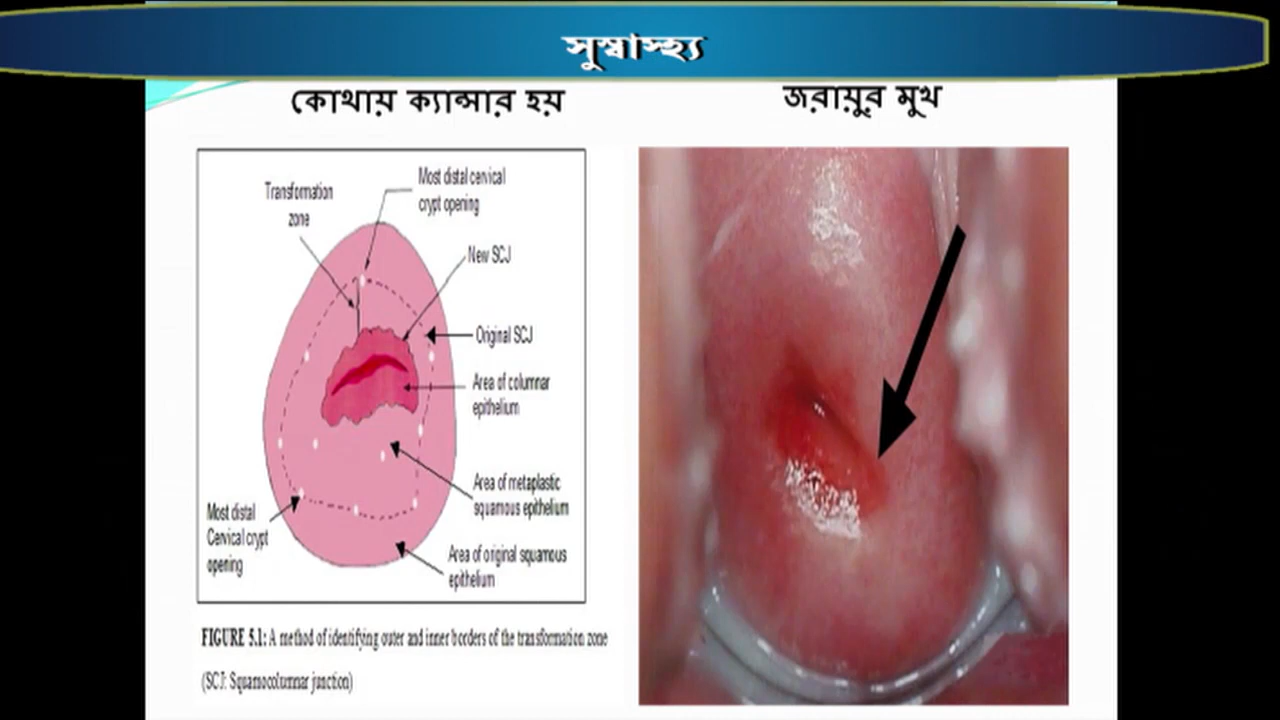 সুস্বাস্হ্য
কোথায় ক্যান্সার হয়
জরায়ুর মুখ
Transformation
zone
Most distal cervical
crypt opening
New SCJ
Original SCJ
Area of columnar
epithelium
Area of metaplastic
squamous epithelium
Most distal
Cervical crypt
opening
Area of original squamous
epithelium
FIGURE 5.1: A method of identifying outer and inner borders of the transformation zone
(SCJ: Squamocolumnar junction)